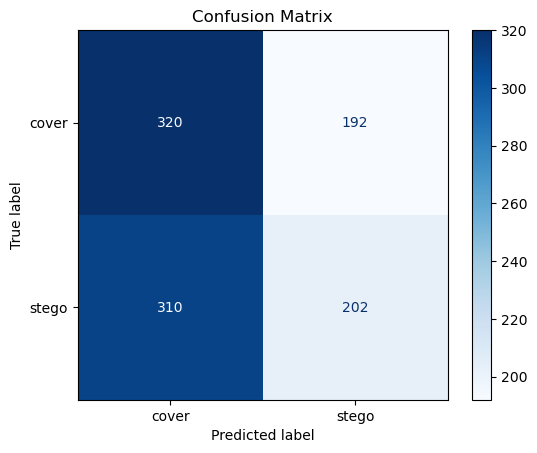 Confusion Matrix
True label
cover
320
192
stego
310
202
cover
stego
Predicted label
320
300
280
260
240
220
200